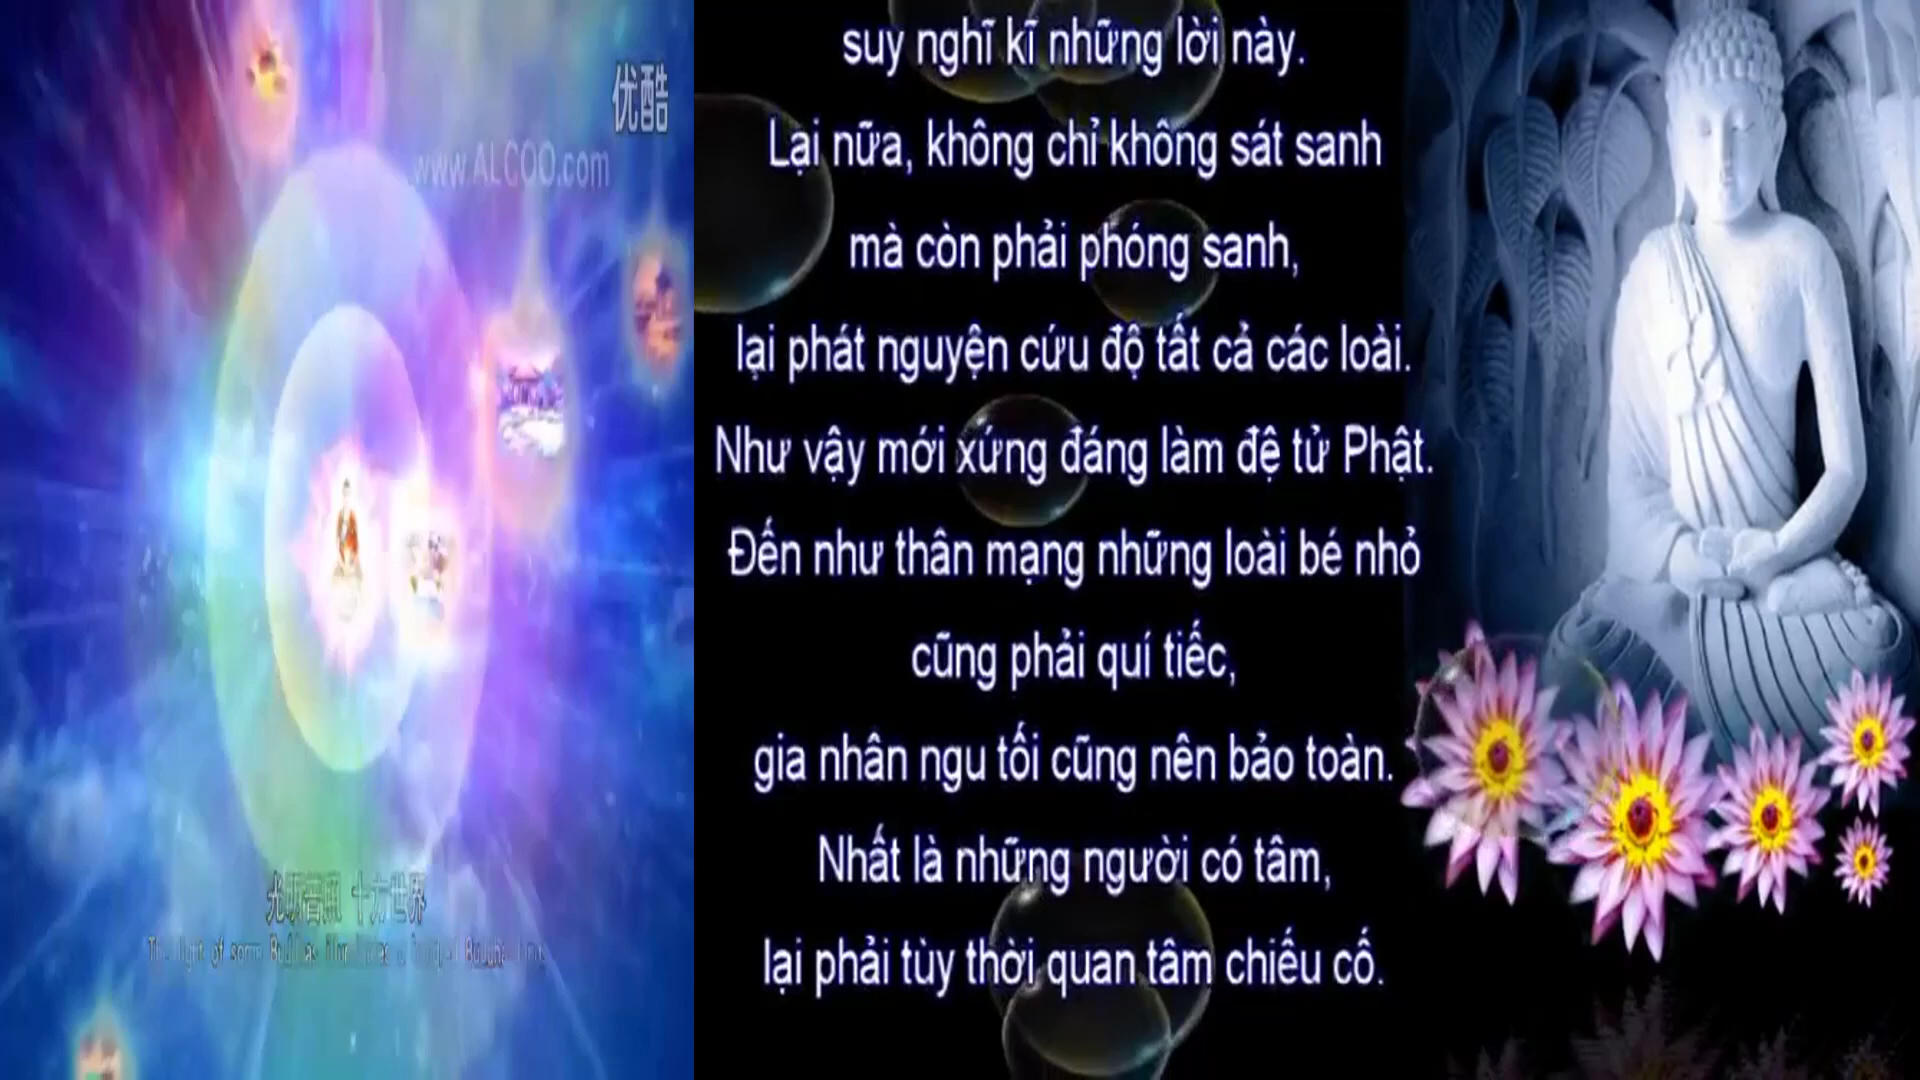 优酷
www.ALCOO.com
十方世界
suy nghĩ kĩ những lời này.
Lại nữa, không chỉ không sát sanh
mà còn phải phóng sanh,
lại phát nguyện cứu độ tất cả các loài.
Như vậy mới xứng đáng làm đệ tử Phật.
Đến như thân mạng những loài bé nhỏ
cũng phải quí tiếc,
gia nhân ngu tối cũng nên bảo toàn.
Nhất là những người có tâm,
lại phải tùy thời quan tâm chiếu cố.